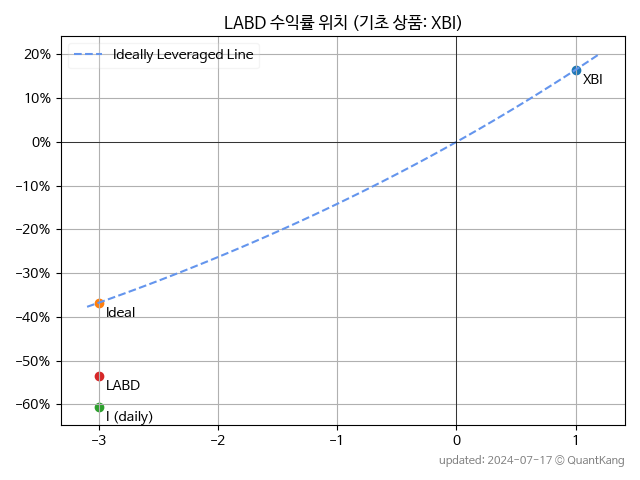 LABD 수익률 위치 (기초 상품: XBI)
Ideally Leveraged Line
20%
10%
0%
−10%
−20%
−30%
−40%
−50%
−60%
XBI
Ideal
LABD
I (daily)
−3
−2
−1
0
1
updated: 2024-07-17 © QuantKang